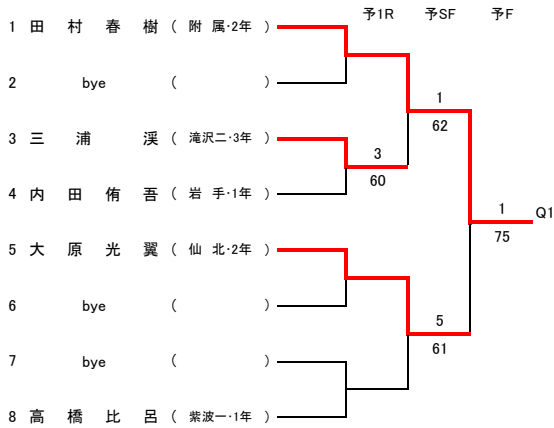 予1R 予SF 予F
1 田村春樹 ( 附 属・2年 )
2 bye ( )
1
62
3 三浦 渓 ( 滝沢二・3年 )
3
60
4 内田侑吾 ( 岩 手・1年 )
1 Q1
75
5 大原光翼 ( 仙 北・2年 )
6 bye ( )
5
61
7 bye ( )
8 高橋比呂 ( 紫波一・1年 )